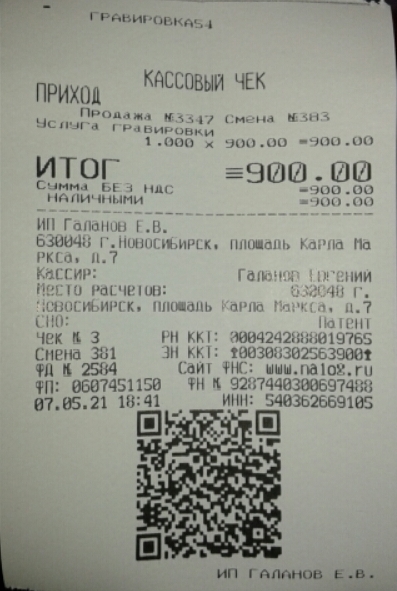 ГРАВИРОВКА54
КАССОВЫЙ ЧЕК
ПРИХОД
Продажа №3347 Смена №383
Услуга гравировки
1.000 x 900.00 =900.00
ИТОГ =900.00
Сумма БЕЗ НДС =900.00
НАЛИЧНЫМИ =900.00
ИП Галанов Е.В.
630048 г.Новосибирск, площадь Карла Ма
ркса, д.7
Кассир: Галанов Евгений
Место расчетов: 630048 г.
Новосибирск, площадь Карла Маркса, д.7
СНО: Патент
Чек № 3 РН ККТ: 0004242888019765
Смена 381 ЗН ККТ: 00308302563900
ФД № 2584 Сайт ФНС: www.nalog.ru
ФП: 0607451150 ФН № 9287440300697488
07.05.21 18:41 ИНН: 540362669105
ИП ГАЛАНОВ Е.В.